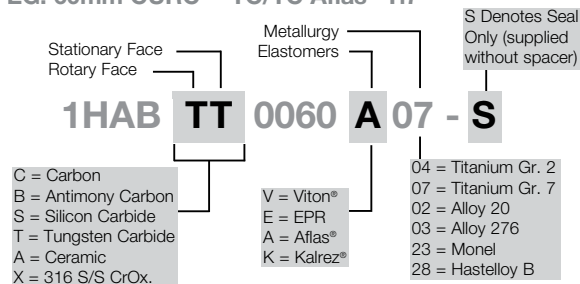 S Denotes Seal
Only (supplied
without spacer)
Metallurgy
Elastomers
Stationary Face
Rotary Face
1HAB TT 0060 A 07 - S
C = Carbon
B = Antimony Carbon
S = Silicon Carbide
T = Tungsten Carbide
A = Ceramic
X = 316 S/S CrOx.
V = Viton®
E = EPR
A = Aflas®
K = Kalrez®
04 = Titanium Gr. 2
07 = Titanium Gr. 7
02 = Alloy 20
03 = Alloy 276
23 = Monel
28 = Hastelloy B